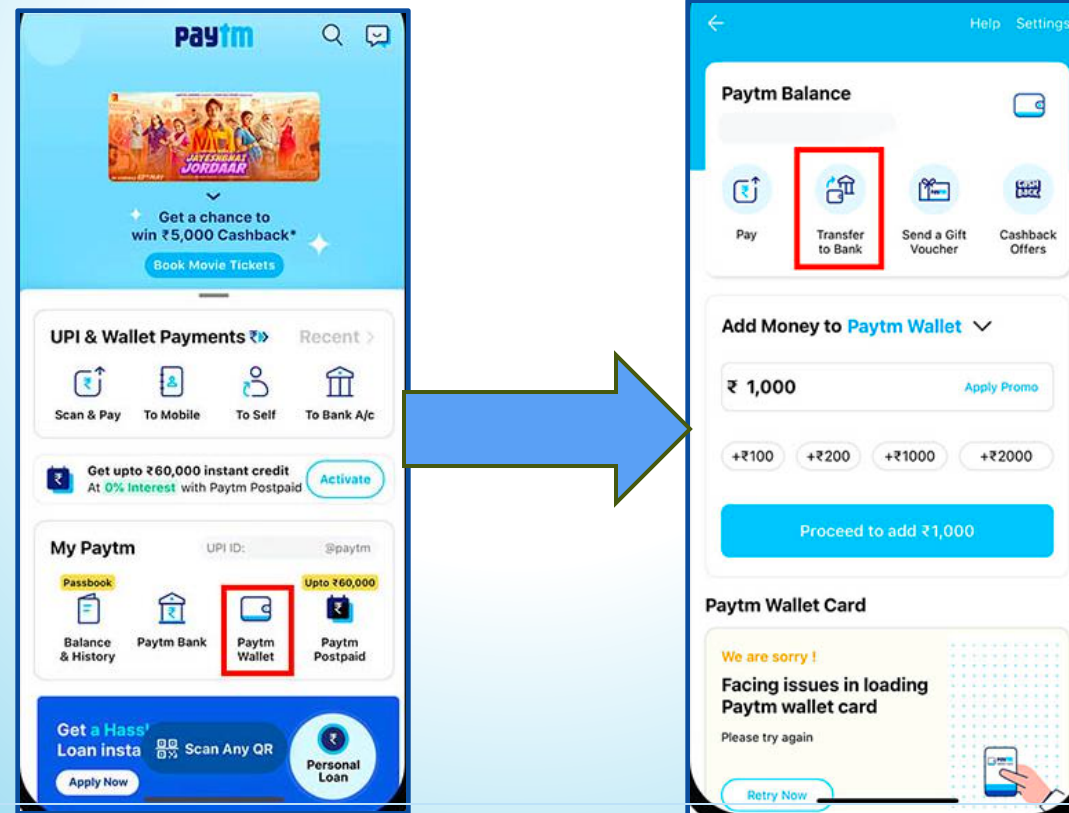 paytm
JAYESHBHAI
JORDAAR
Get a chance to
win ₹5,000 Cashback*
Book Movie Tickets
UPI & Wallet Payments
Recent >
Scan & Pay
To Mobile
To Self
To Bank A/c
Get upto ₹60,000 instant credit
At 0% Interest with Paytm Postpaid
Activate
My Paytm
UPI ID:
@paytm
Passbook
Upto ₹60,000
Balance
& History
Paytm Bank
Paytm
Wallet
Paytm
Postpaid
Get a Hass
Loan insta
Scan Any QR
Apply Now
Personal
Loan
Help
Settings
Paytm Balance
Pay
Transfer
to Bank
Send a Gift
Voucher
CASH
BACK
Cashback
Offers
Add Money to Paytm Wallet
₹ 1,000
Apply Promo
+₹100
+₹200
+₹1000
+₹2000
Proceed to add ₹1,000
Paytm Wallet Card
We are sorry !
Facing issues in loading
Paytm wallet card
Please try again
Retry Now